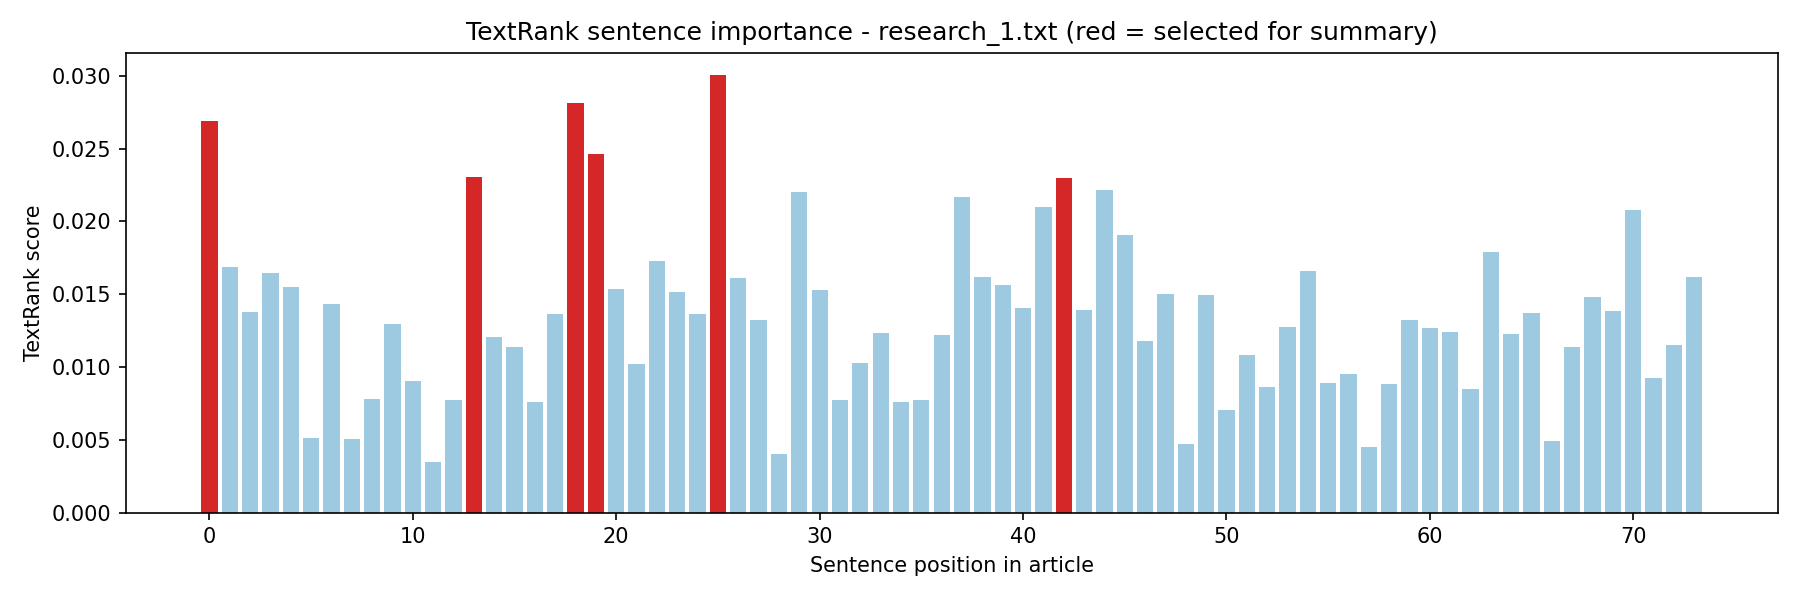 TextRank sentence importance - research_1.txt (red = selected for summary)
0.030
0.025
0.020
0.015
0.010
0.005
0.000
TextRank score
0 10 20 30 40 50 60 70
Sentence position in article